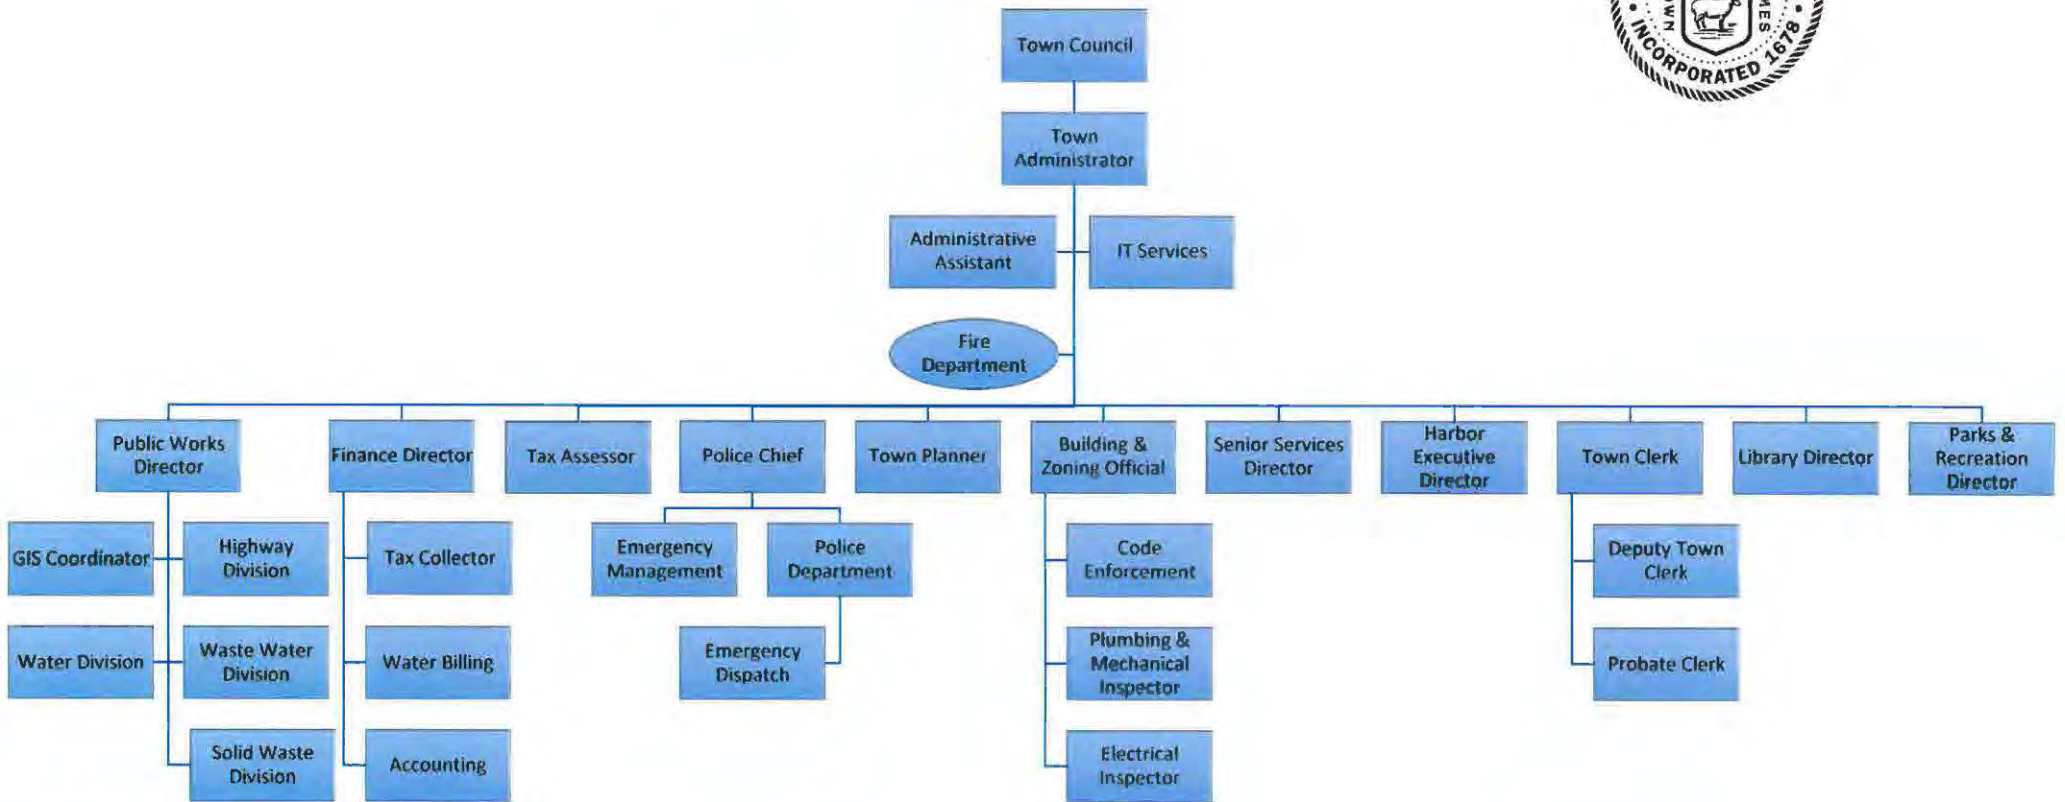 Town Council
OWN
NES
INCORPORATED 1678
Town
Administrator
Administrative
Assistant
IT Services
Fire
Department
Public Works
Director
Finance Director
Tax Assessor
Police Chief
Town Planner
Building &
Zoning Official
Senior Services
Director
Harbor
Executive
Director
Town Clerk
Library Director
Parks &
Recreation
Director
GIS Coordinator
Highway
Division
Tax Collector
Emergency
Management
Police
Department
Code
Enforcement
Deputy Town
Clerk
Water Division
Waste Water
Division
Water Billing
Emergency
Dispatch
Plumbing &
Mechanical
Inspector
Probate Clerk
Solid Waste
Division
Accounting
Electrical
Inspector